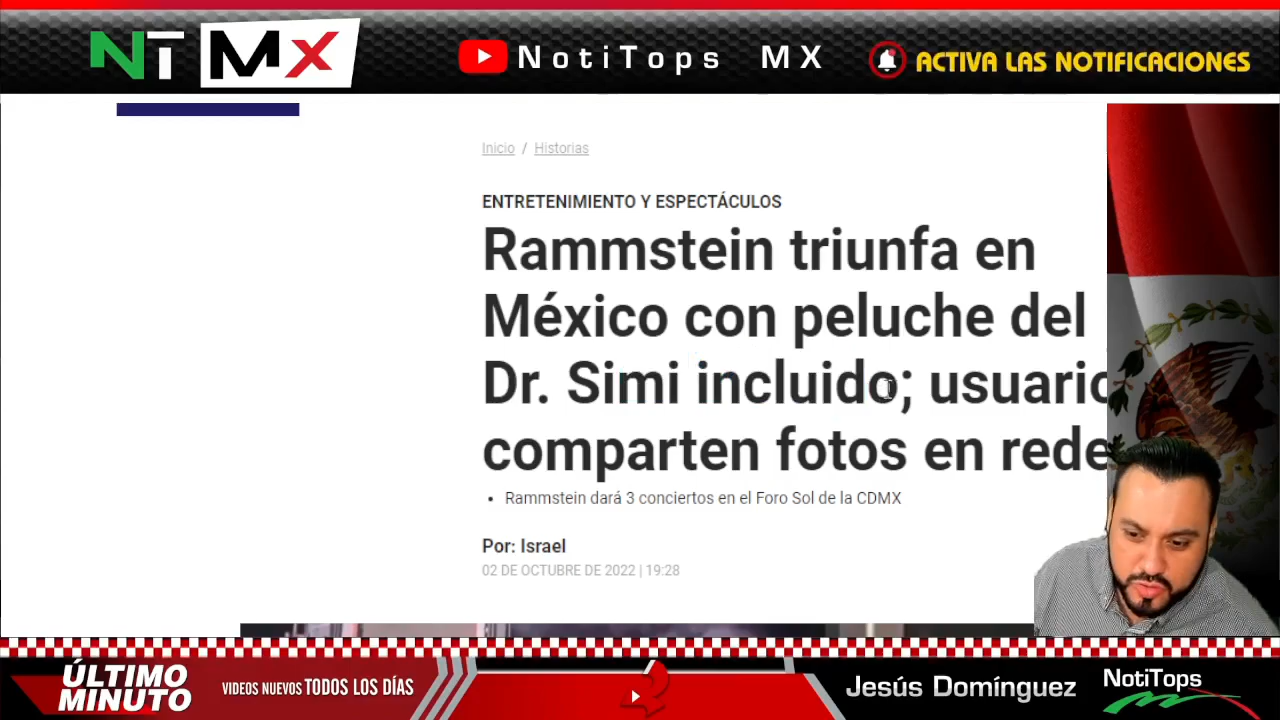 NT MX
NotiTops MX
ACTIVA LAS NOTIFICACIONES
Inicio / Historias
ENTRETENIMIENTO Y ESPECTÁCULOS
Rammstein triunfa en
México con peluche del
Dr. Simi incluido; usuario
comparten fotos en rede
• Rammstein dará 3 conciertos en el Foro Sol de la CDMX
Por: Israel
02 DE OCTUBRE DE 2022 | 19:28
ÚLTIMO
MINUTO
VIDEOS NUEVOS TODOS LOS DÍAS
Jesús Domínguez
NotiTops